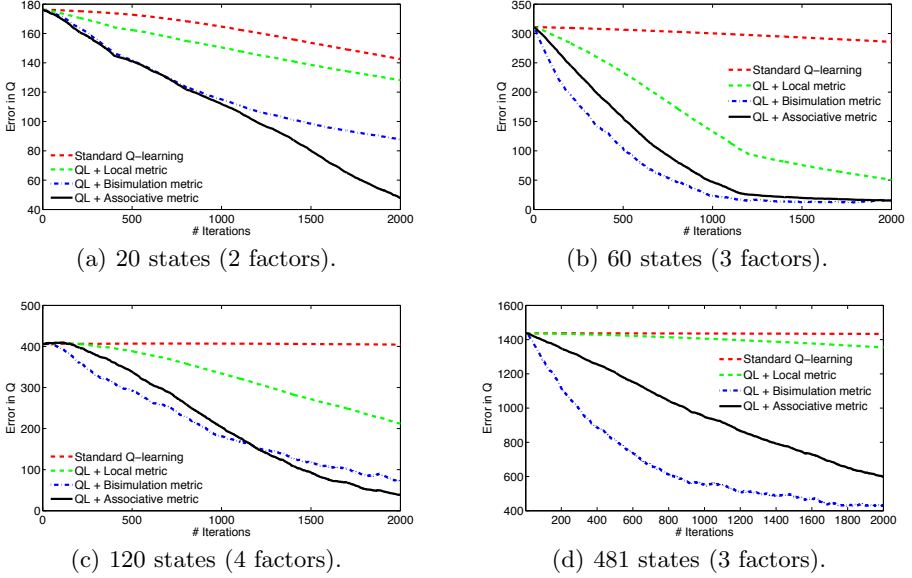 180
160
140
120
100
80
60
40
Error in Q
Standard Q-learning
QL + Local metric
QL + Bisimulation metric
QL + Associative metric
0 500 1000 1500 2000
# Iterations
(a) 20 states (2 factors).
350
300
250
200
150
100
50
0
Error in Q
Standard Q-learning
QL + Local metric
QL + Bisimulation metric
QL + Associative metric
0 500 1000 1500 2000
# Iterations
(b) 60 states (3 factors).
500
400
300
200
100
0
Error in Q
Standard Q-learning
QL + Local metric
QL + Bisimulation metric
QL + Associative metric
0 500 1000 1500 2000
# Iterations
(c) 120 states (4 factors).
1600
1400
1200
1000
800
600
400
Error in Q
Standard Q-learning
QL + Local metric
QL + Bisimulation metric
QL + Associative metric
200 400 600 800 1000 1200 1400 1600 1800 2000
# Iterations
(d) 481 states (3 factors).